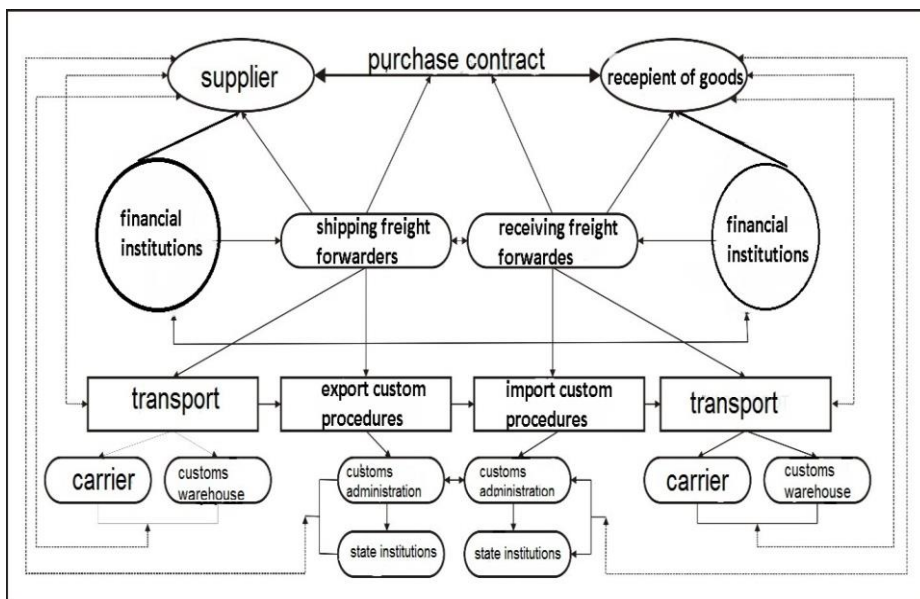 purchase contract
supplier
recepient of goods
financial
institutions
shipping freight
forwarders
receiving freight
forwardes
financial
institutions
transport
export custom
procedures
import custom
procedures
transport
carrier
customs
warehouse
customs
administration
customs
administration
carrier
customs
warehouse
state institutions
state institutions